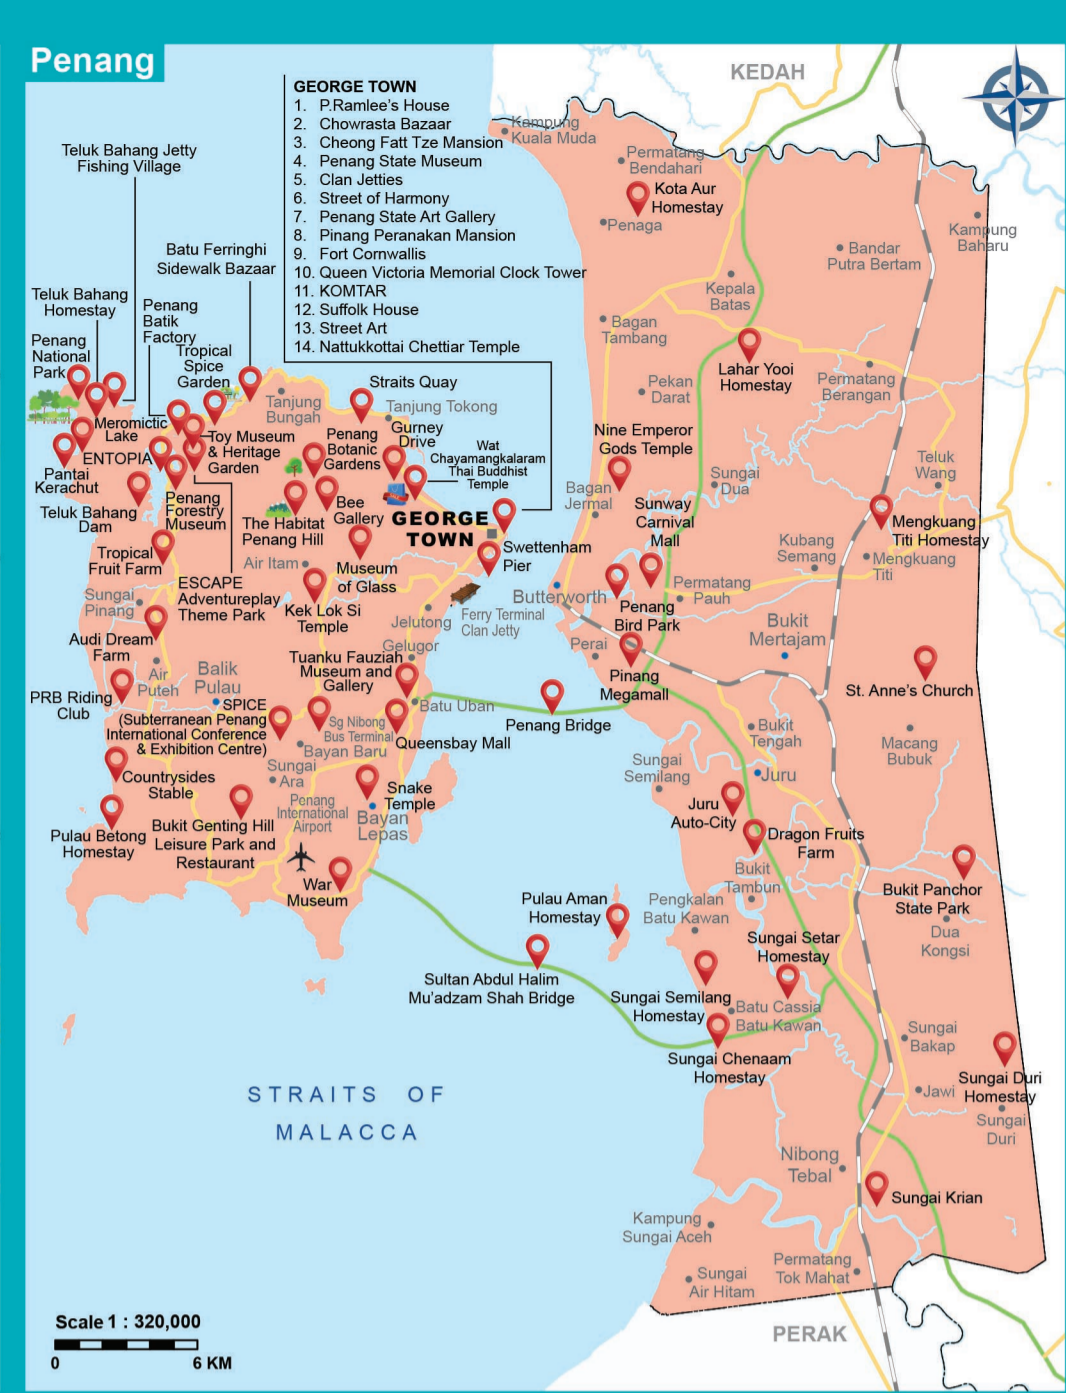 Penang
KEDAH
GEORGE TOWN
1. P.Ramlee's House
2. Chowrasta Bazaar
3. Cheong Fatt Tze Mansion
4. Penang State Museum
5. Clan Jetties
6. Street of Harmony
7. Penang State Art Gallery
8. Pinang Peranakan Mansion
9. Fort Cornwallis
10. Queen Victoria Memorial Clock Tower
11. KOMTAR
12. Suffolk House
13. Street Art
14. Nattukkottai Chettiar Temple
Kampung
Kuala Muda
Permatang
Bendahari
Kota Aur
Homestay
Penaga
Kampung
Baharu
Bandar
Putra Bertam
Kepala
Batas
Bagan
Tambang
Lahar Yooi
Homestay
Permatang
Berangan
Pekan
Darat
Teluk Bahang Jetty
Fishing Village
Batu Ferringhi
Sidewalk Bazaar
Teluk Bahang
Homestay
Penang
Batik
Factory
Penang
National
Park
Tropical
Spice
Garden
Straits Quay
Tanjung
Bungah
Tanjung Tokong
Gurney
Drive
Meromictic
Lake
Toy Museum
& Heritage
Garden
Penang
Botanic
Gardens
Wat
Chayamangkalaram
Thai Buddhist
Temple
ENTOPIA
Pantai
Kerachut
Teluk Bahang
Dam
Penang
Forestry
Museum
The Habitat
Penang Hill
Bee
Gallery
GEORGE
TOWN
Swettenham
Pier
Nine Emperor
Gods Temple
Bagan
Jermal
Sungai
Dua
Sunway
Carnival
Mall
Teluk
Wang
Mengkuang
Titi Homestay
Kubang
Semang
Mengkuang
Titi
Tropical
Fruit Farm
Air Itam
Museum
of Glass
ESCAPE
Adventureplay
Theme Park
Kek Lok Si
Temple
Sungai
Pinang
Jelutong
Ferry Terminal
Clan Jetty
Butterworth
Penang
Bird Park
Permatang
Pauh
Bukit
Mertajam
Perai
Pinang
Megamall
St. Anne's Church
Audi Dream
Farm
Gelugor
Tuanku Fauziah
Museum and
Gallery
Air
Puteh
Balik
Pulau
PRB Riding
Club
SPICE
(Subterranean Penang
International Conference
& Exhibition Centre)
Batu Uban
Sg Nibong
Bus Terminal
Bayan Baru
Queensbay Mall
Penang Bridge
Bukit
Tengah
Macang
Bubuk
Sungai
Semilang
Juru
Sungai
Ara
Countrysides
Stable
Snake
Temple
Penang
International
Airport
Bayan
Lepas
Pulau Betong
Homestay
Bukit Genting Hill
Leisure Park and
Restaurant
War
Museum
Juru
Auto-City
Dragon Fruits
Farm
Bukit
Tambun
Bukit Panchor
State Park
Dua
Kongsi
Pulau Aman
Homestay
Pengkalan
Batu Kawan
Sungai Setar
Homestay
Sultan Abdul Halim
Mu'adzam Shah Bridge
Sungai Semilang
Homestay
Batu Cassia
Batu Kawan
Sungai Chenaam
Homestay
Sungai
Bakap
Sungai Duri
Homestay
Jawi
Sungai
Duri
STRAITS OF
MALACCA
Nibong
Tebal
Sungai Krian
Kampung
Sungai Aceh
Permatang
Tok Mahat
Sungai
Air Hitam
PERAK
Scale 1 : 320,000
0 6 KM